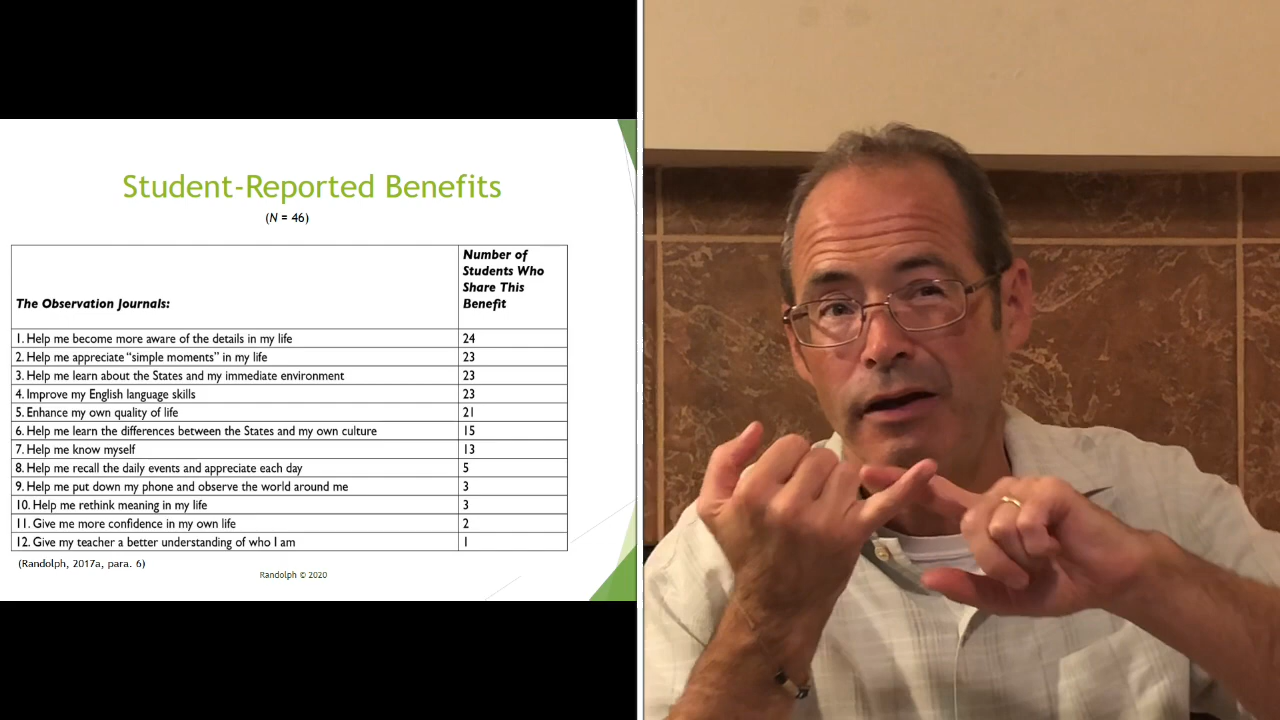 Student-Reported Benefits
(N = 46)
The Observation Journals:
Number of
Students Who
Share This
Benefit
1. Help me become more aware of the details in my life 24
2. Help me appreciate “simple moments” in my life 23
3. Help me learn about the States and my immediate environment 23
4. Improve my English language skills 23
5. Enhance my own quality of life 21
6. Help me learn the differences between the States and my own culture 15
7. Help me know myself 13
8. Help me recall the daily events and appreciate each day 5
9. Help me put down my phone and observe the world around me 3
10. Help me rethink meaning in my life 3
11. Give me more confidence in my own life 2
12. Give my teacher a better understanding of who I am 1
(Randolph, 2017a, para. 6)
Randolph © 2020